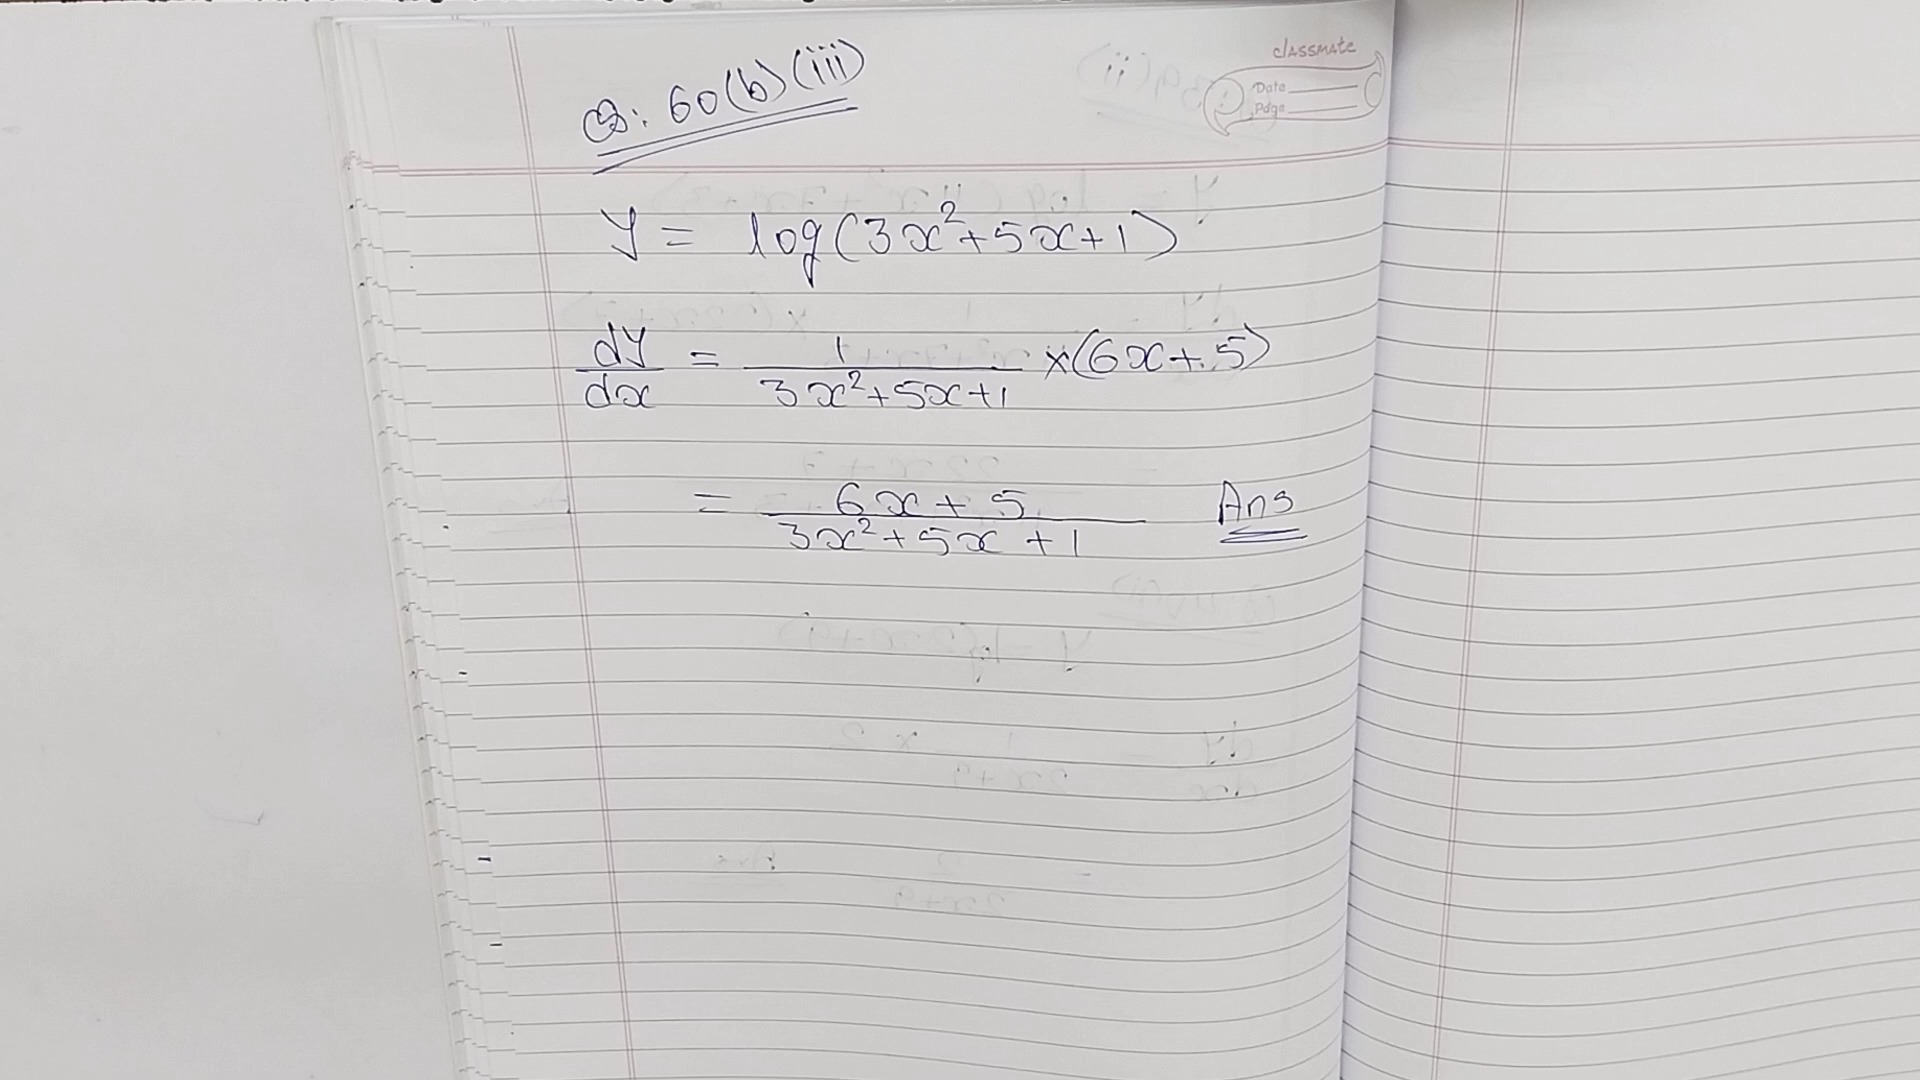 Q: 60(b)(iii)
classmate
Date
Page
Y = log(3x²+5x+1)
dY/dx = 1/(3x²+5x+1) ×(6x+5)
= (6x+5)/(3x²+5x+1) Ans